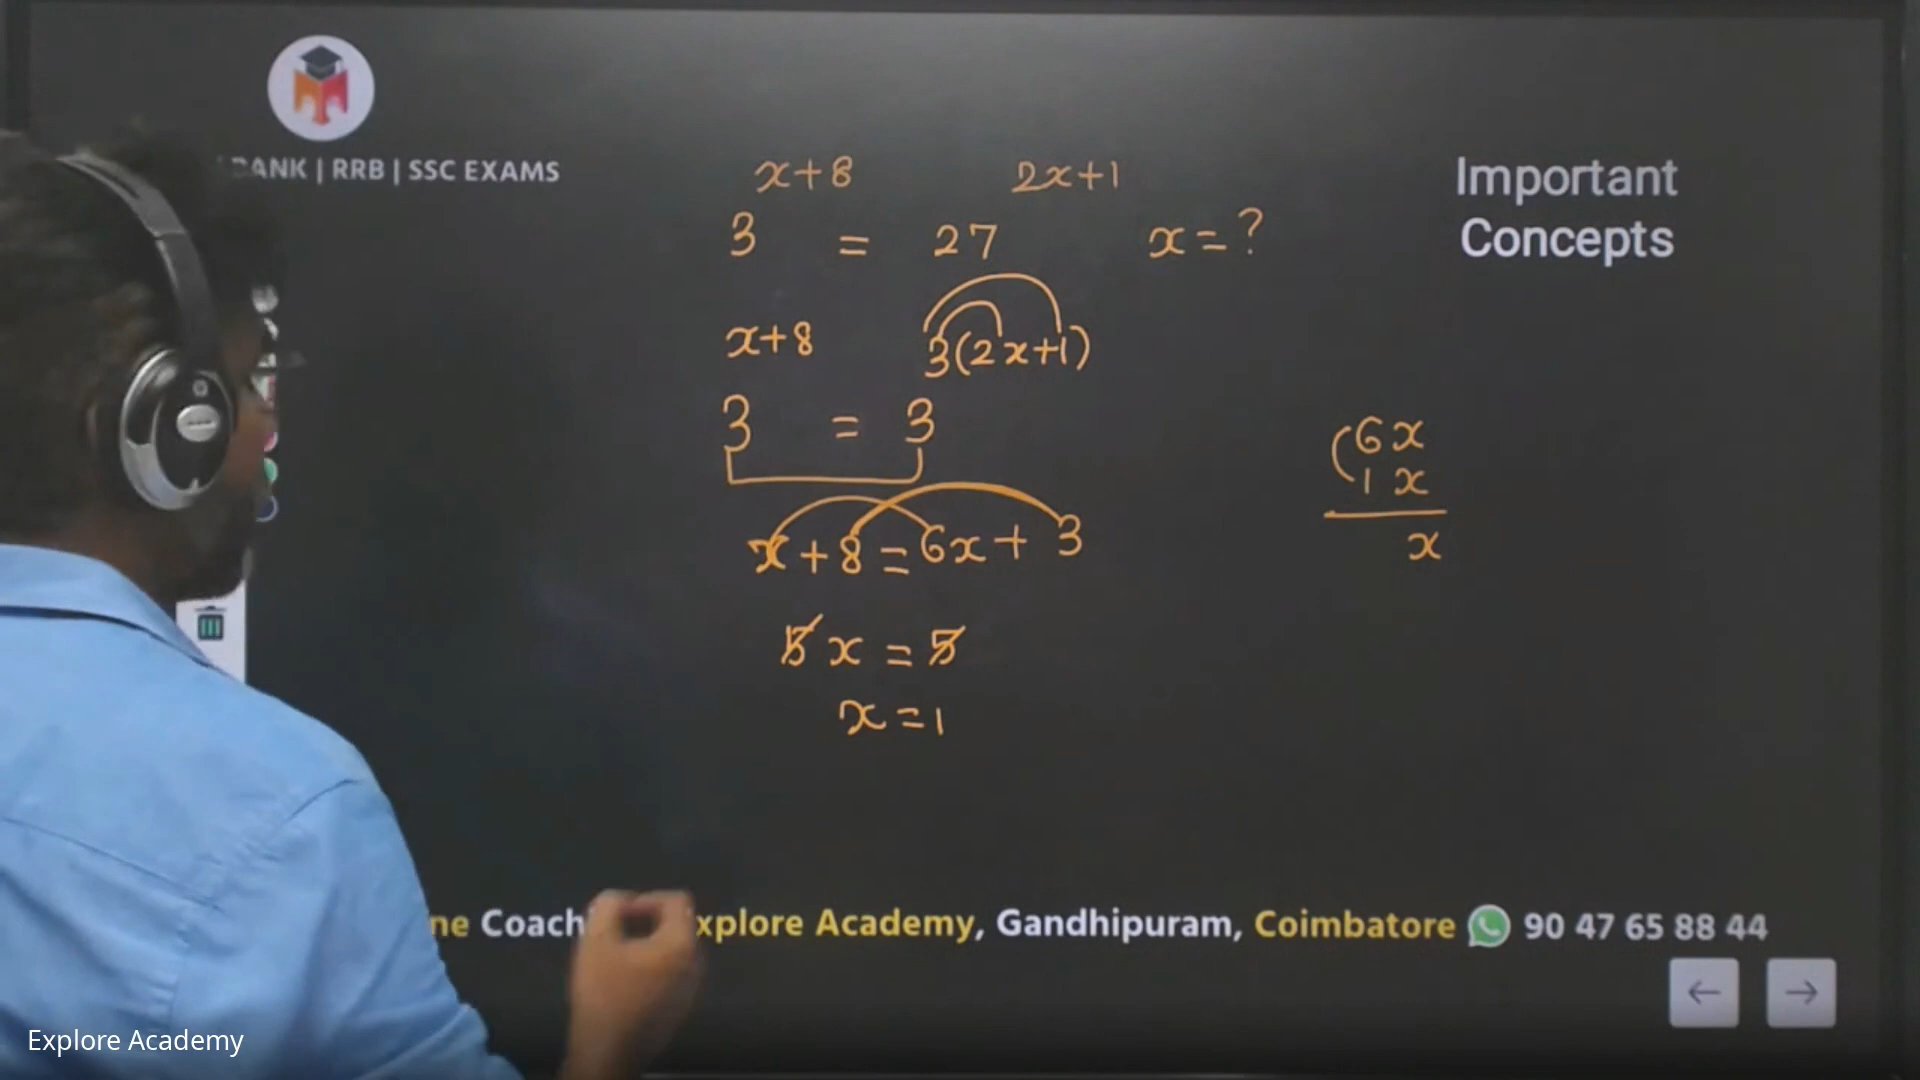 BANK | RRB | SSC EXAMS
Important
Concepts
x+8 2x+1
3 = 27 x = ?
x+8 3(2x+1)
3 = 3
x + 8 = 6x + 3
5x = 5
x = 1
(6x
1x
x
ne Coach xplore Academy, Gandhipuram, Coimbatore 90 47 65 88 44
← →
Explore Academy